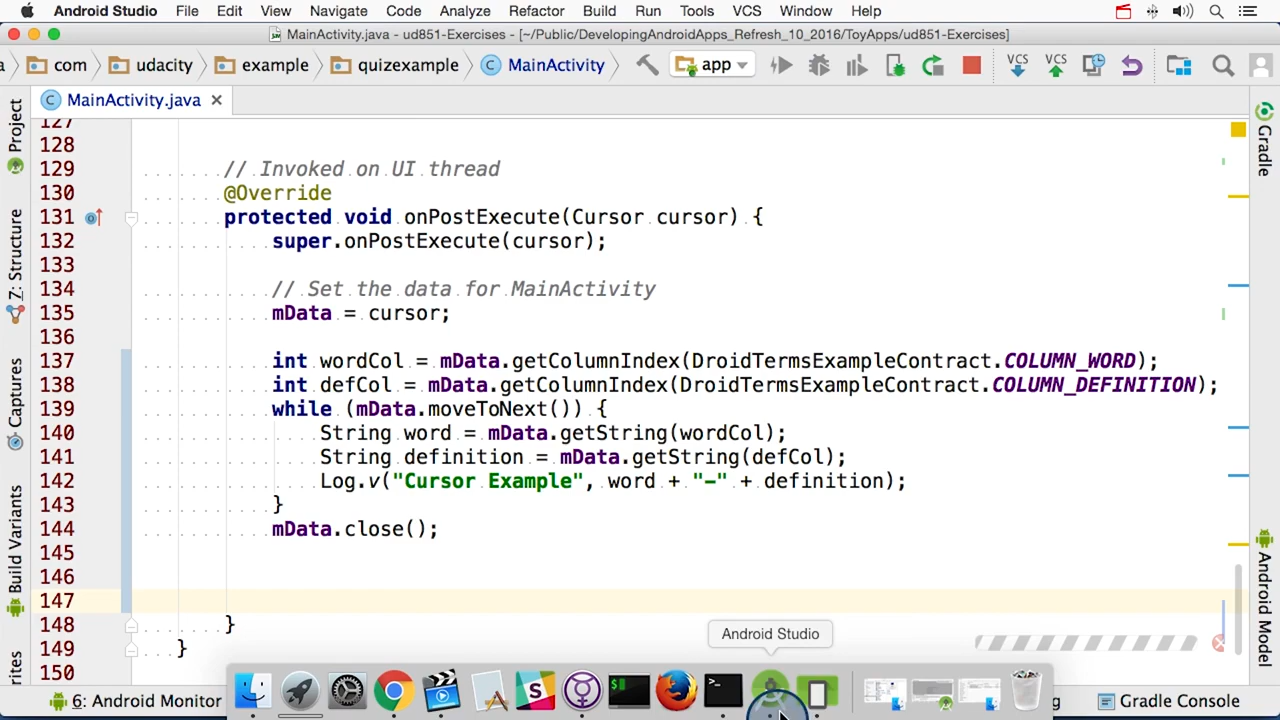 Android Studio File Edit View Navigate Code Analyze Refactor Build Run Tools VCS Window Help
MainActivity.java - ud851-Exercises - [~/Public/DevelopingAndroidApps_Refresh_10_2016/ToyApps/ud851-Exercises]
com udacity example quizexample C MainActivity app VCS VCS
C MainActivity.java
Project
Z: Structure
Captures
Build Variants
Gradle
Android Model
127
128
129 // Invoked on UI thread
130 @Override
131 protected void onPostExecute(Cursor cursor) {
132 super.onPostExecute(cursor);
133
134 // Set the data for MainActivity
135 mData = cursor;
136
137 int wordCol = mData.getColumnIndex(DroidTermsExampleContract.COLUMN_WORD);
138 int defCol = mData.getColumnIndex(DroidTermsExampleContract.COLUMN_DEFINITION);
139 while (mData.moveToNext()) {
140 String word = mData.getString(wordCol);
141 String definition = mData.getString(defCol);
142 Log.v("Cursor Example", word + "-" + definition);
143 }
144 mData.close();
145
146
147
148 }
149 }
150
Android Studio
6: Android Monitor
Gradle Console